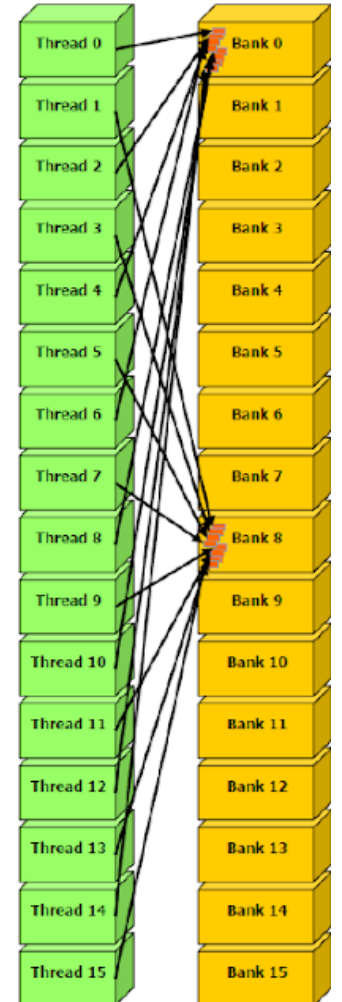 Thread 0 Bank 0
Thread 1 Bank 1
Thread 2 Bank 2
Thread 3 Bank 3
Thread 4 Bank 4
Thread 5 Bank 5
Thread 6 Bank 6
Thread 7 Bank 7
Thread 8 Bank 8
Thread 9 Bank 9
Thread 10 Bank 10
Thread 11 Bank 11
Thread 12 Bank 12
Thread 13 Bank 13
Thread 14 Bank 14
Thread 15 Bank 15